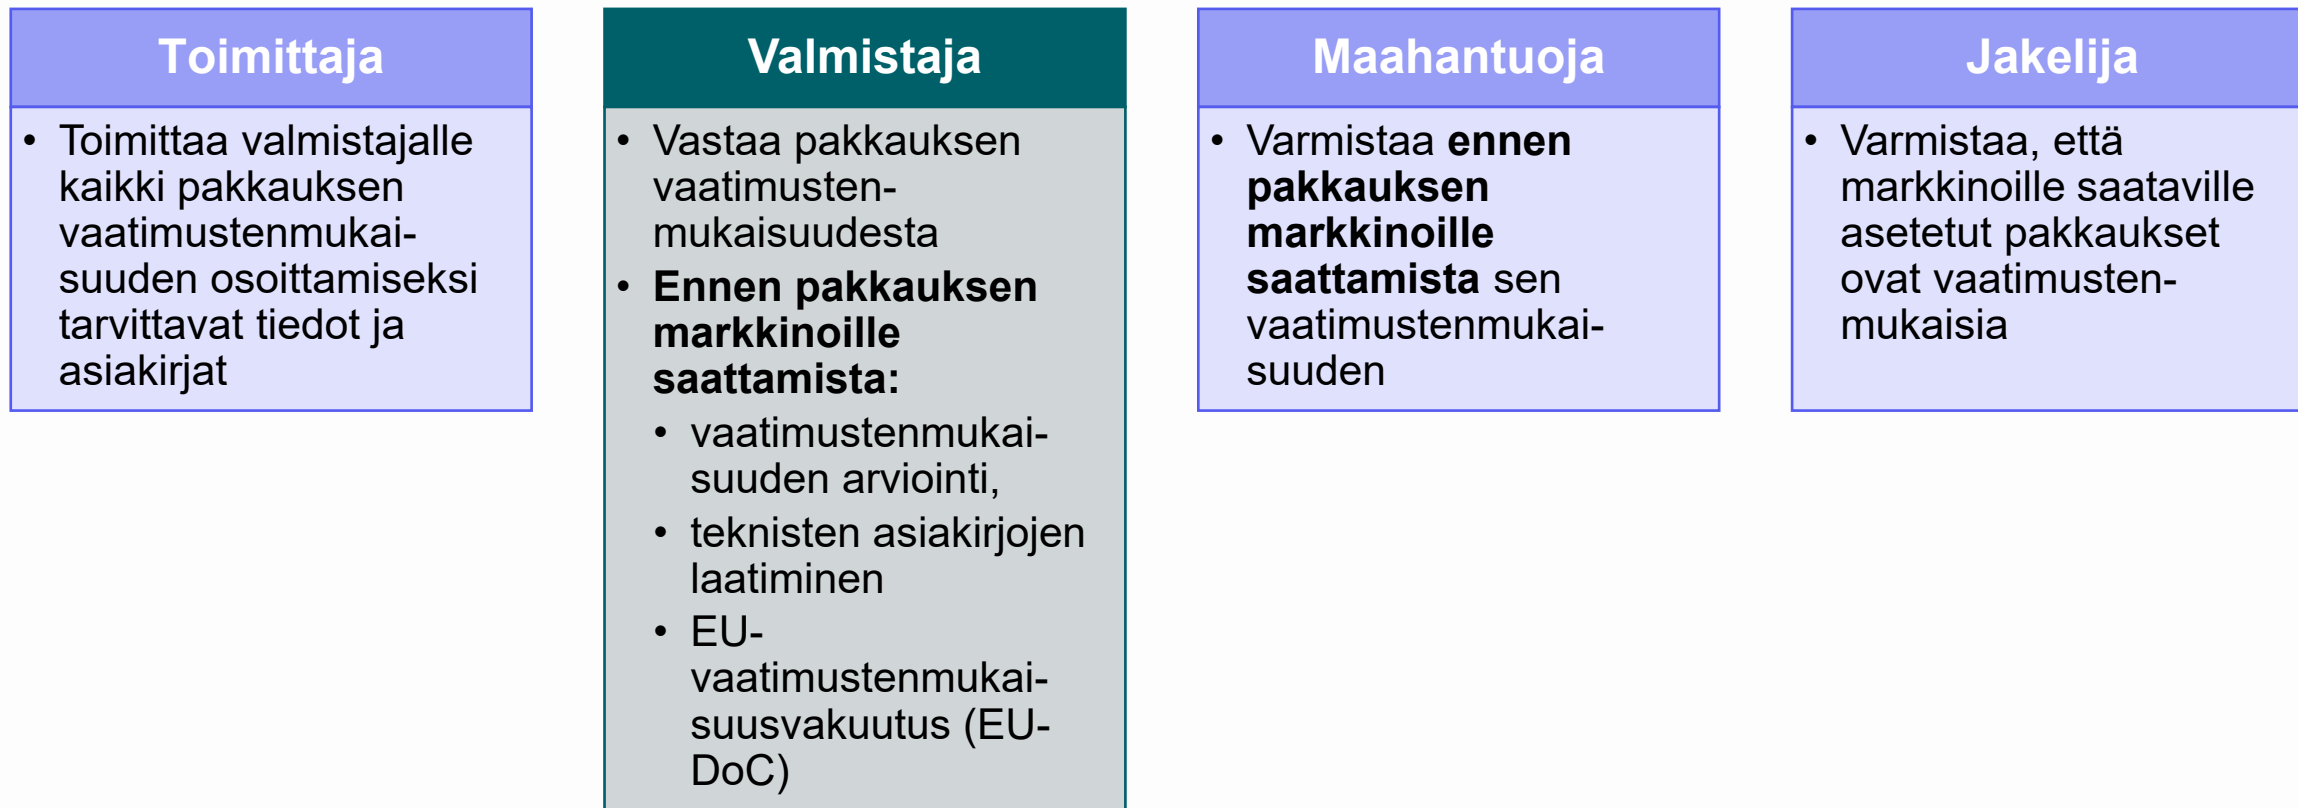 Toimittaja
• Toimittaa valmistajalle
kaikki pakkauksen
vaatimustenmukai-
suuden osoittamiseksi
tarvittavat tiedot ja
asiakirjat
Valmistaja
• Vastaa pakkauksen
vaatimusten-
mukaisuudesta
• Ennen pakkauksen
markkinoille
saattamista:
• vaatimustenmukai-
suuden arviointi,
• teknisten asiakirjojen
laatiminen
• EU-
vaatimustenmukai-
suusvakuutus (EU-
DoC)
Maahantuoja
• Varmistaa ennen
pakkauksen
markkinoille
saattamista sen
vaatimustenmukai-
suuden
Jakelija
• Varmistaa, että
markkinoille saataville
asetetut pakkaukset
ovat vaatimusten-
mukaisia